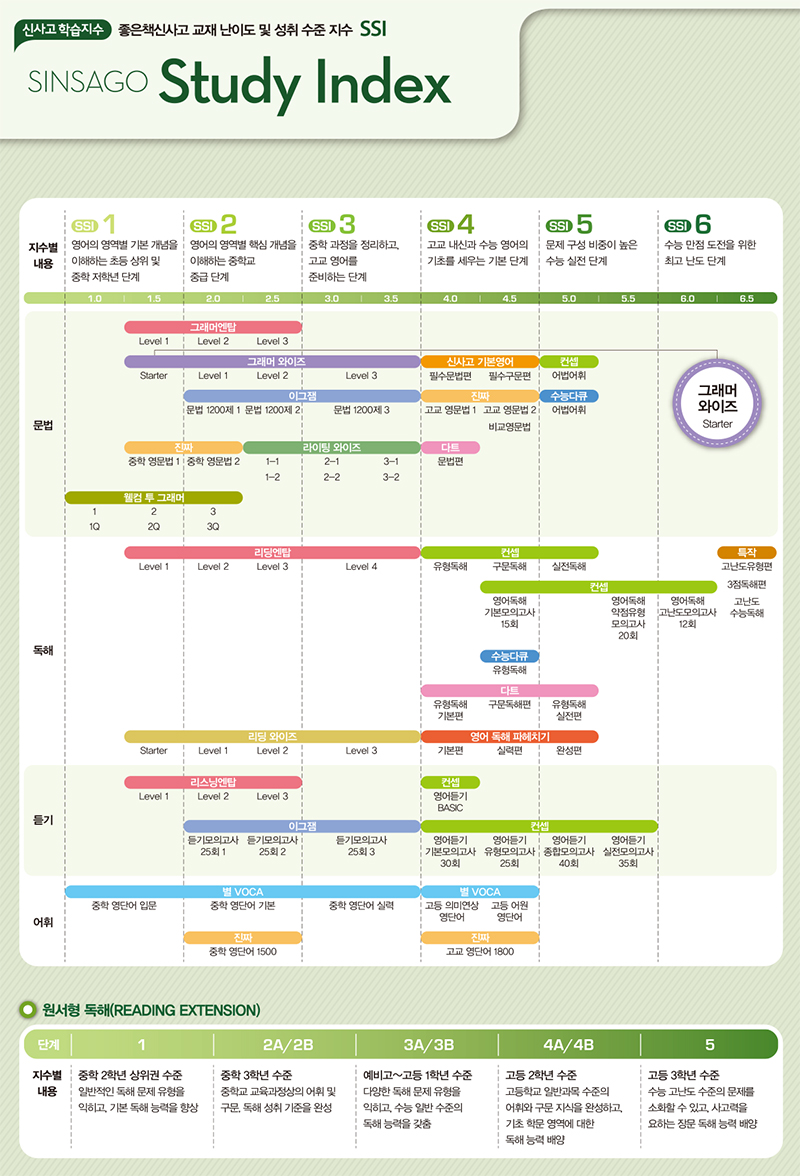 신사고 학습지수 좋은책신사고 교재 난이도 및 성취 수준 지수 SSI
SINSAGO Study Index
지수별
내용
SSI 1
영어의 영역별 기본 개념을
이해하는 초등 상위 및
중학 저학년 단계
SSI 2
영어의 영역별 핵심 개념을
이해하는 중학교
중급 단계
SSI 3
중학 과정을 정리하고,
고교 영어를
준비하는 단계
SSI 4
고교 내신과 수능 영어의
기초를 세우는 기본 단계
SSI 5
문제 구성 비중이 높은
수능 실전 단계
SSI 6
수능 만점 도전을 위한
최고 난도 단계
1.0 1.5 2.0 2.5 3.0 3.5 4.0 4.5 5.0 5.5 6.0 6.5
문법
그래머엔탑
Level 1 Level 2 Level 3
그래머 와이즈 신사고 기본영어 컨셉
Starter Level 1 Level 2 Level 3 필수문법편 필수구문편 어법어휘
그래머
와이즈
Starter
이그잼 진짜 수능다큐
문법 1200제 1 문법 1200제 2 문법 1200제 3 고교 영문법 1 고교 영문법 2 어법어휘
비교영문법
진짜 라이팅 와이즈 다트
중학 영문법 1 중학 영문법 2 1-1 2-1 3-1 문법편
1-2 2-2 3-2
웰컴 투 그래머
1 2 3
1Q 2Q 3Q
독해
리딩엔탑 컨셉 특작
Level 1 Level 2 Level 3 Level 4 유형독해 구문독해 실전독해 고난도유형편
3점독해편
고난도
수능독해
컨셉
영어독해
기본모의고사
15회
영어독해
약점유형
모의고사
20회
영어독해
고난도모의고사
12회
수능다큐
유형독해
다트
유형독해
기본편
구문독해편
유형독해
실전편
리딩 와이즈 영어 독해 파헤치기
Starter Level 1 Level 2 Level 3 기본편 실력편 완성편
듣기
리스닝엔탑 컨셉
Level 1 Level 2 Level 3 영어듣기
BASIC
이그잼 컨셉
듣기모의고사
25회 1
듣기모의고사
25회 2
듣기모의고사
25회 3
영어듣기
기본모의고사
30회
영어듣기
유형모의고사
25회
영어듣기
종합모의고사
40회
영어듣기
실전모의고사
35회
어휘
별 VOCA 별 VOCA
중학 영단어 입문 중학 영단어 기본 중학 영단어 실력 고등 의미연상
영단어
고등 어원
영단어
진짜 진짜
중학 영단어 1500 고교 영단어 1800
원서형 독해(READING EXTENSION)
단계 1 2A/2B 3A/3B 4A/4B 5
지수별
내용
중학 2학년 상위권 수준
일반적인 독해 문제 유형을
익히고, 기본 독해 능력을 향상
중학 3학년 수준
중학교 교육과정상의 어휘 및
구문, 독해 성취 기준을 완성
예비고~고등 1학년 수준
다양한 독해 문제 유형을
익히고, 수능 일반 수준의
독해 능력을 갖춤
고등 2학년 수준
고등학교 일반과목 수준의
어휘와 구문 지식을 완성하고,
기초 학문 영역에 대한
독해 능력 배양
고등 3학년 수준
수능 고난도 수준의 문제를
소화할 수 있고, 사고력을
요하는 장문 독해 능력 배양